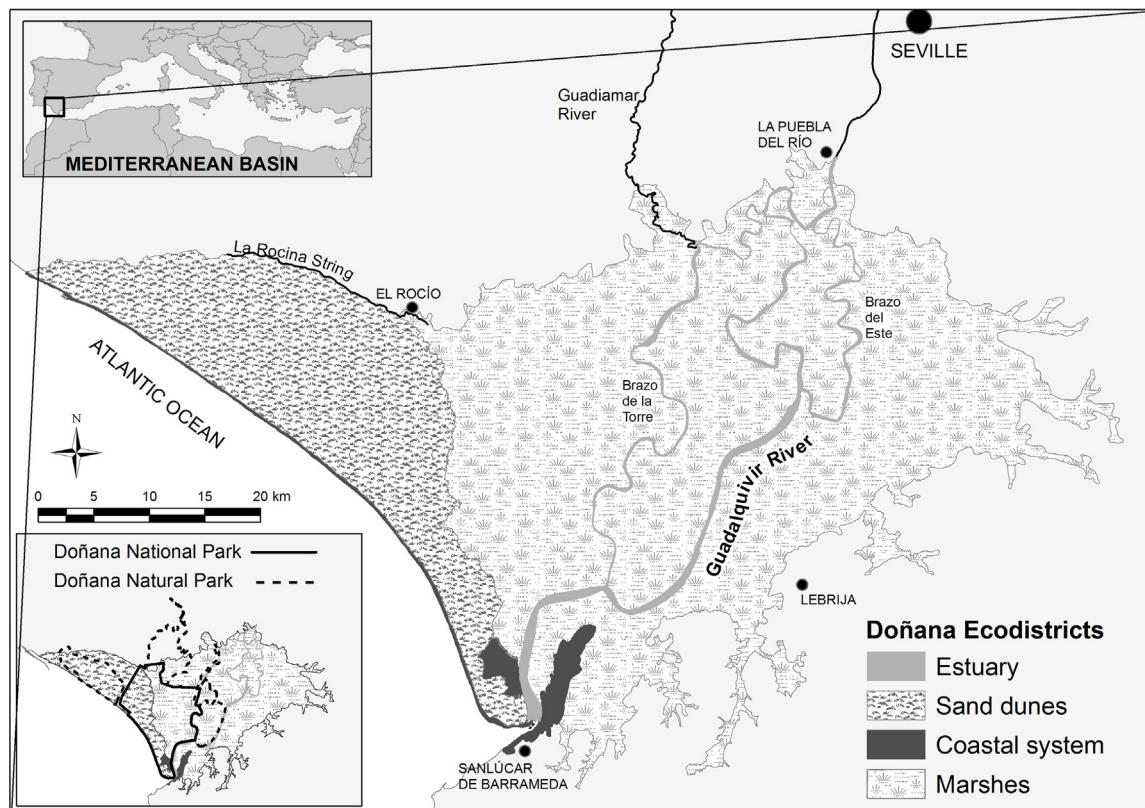 SEVILLE
Guadiamar
River
LA PUEBLA
DEL RÍO
MEDITERRANEAN BASIN
La Rocina String
EL ROCÍO
Brazo
del
Este
ATLANTIC OCEAN
Brazo
de la
Torre
N
Guadalquivir River
0 5 10 15 20 km
Doñana National Park
Doñana Natural Park
LEBRIJA
SANLÚCAR
DE BARRAMEDA
Doñana Ecodistricts
Estuary
Sand dunes
Coastal system
Marshes